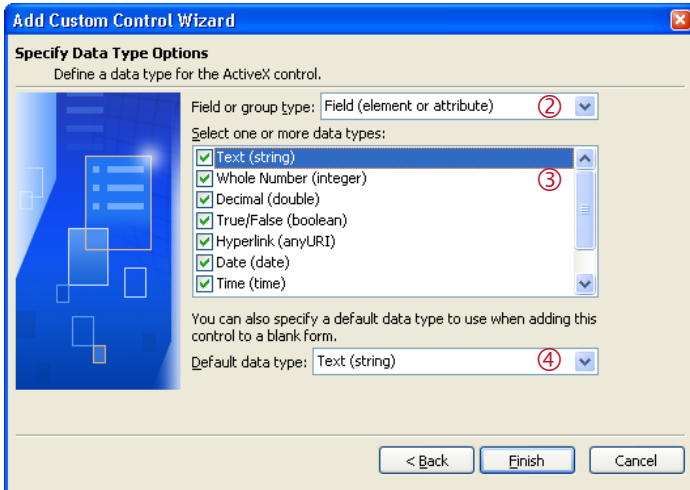 Add Custom Control Wizard
Specify Data Type Options
Define a data type for the ActiveX control.
Field or group type: Field (element or attribute) ②
Select one or more data types:
Text (string)
Whole Number (integer) ③
Decimal (double)
True/False (boolean)
Hyperlink (anyURI)
Date (date)
Time (time)
You can also specify a default data type to use when adding this
control to a blank form.
Default data type: Text (string) ④
< Back Finish Cancel